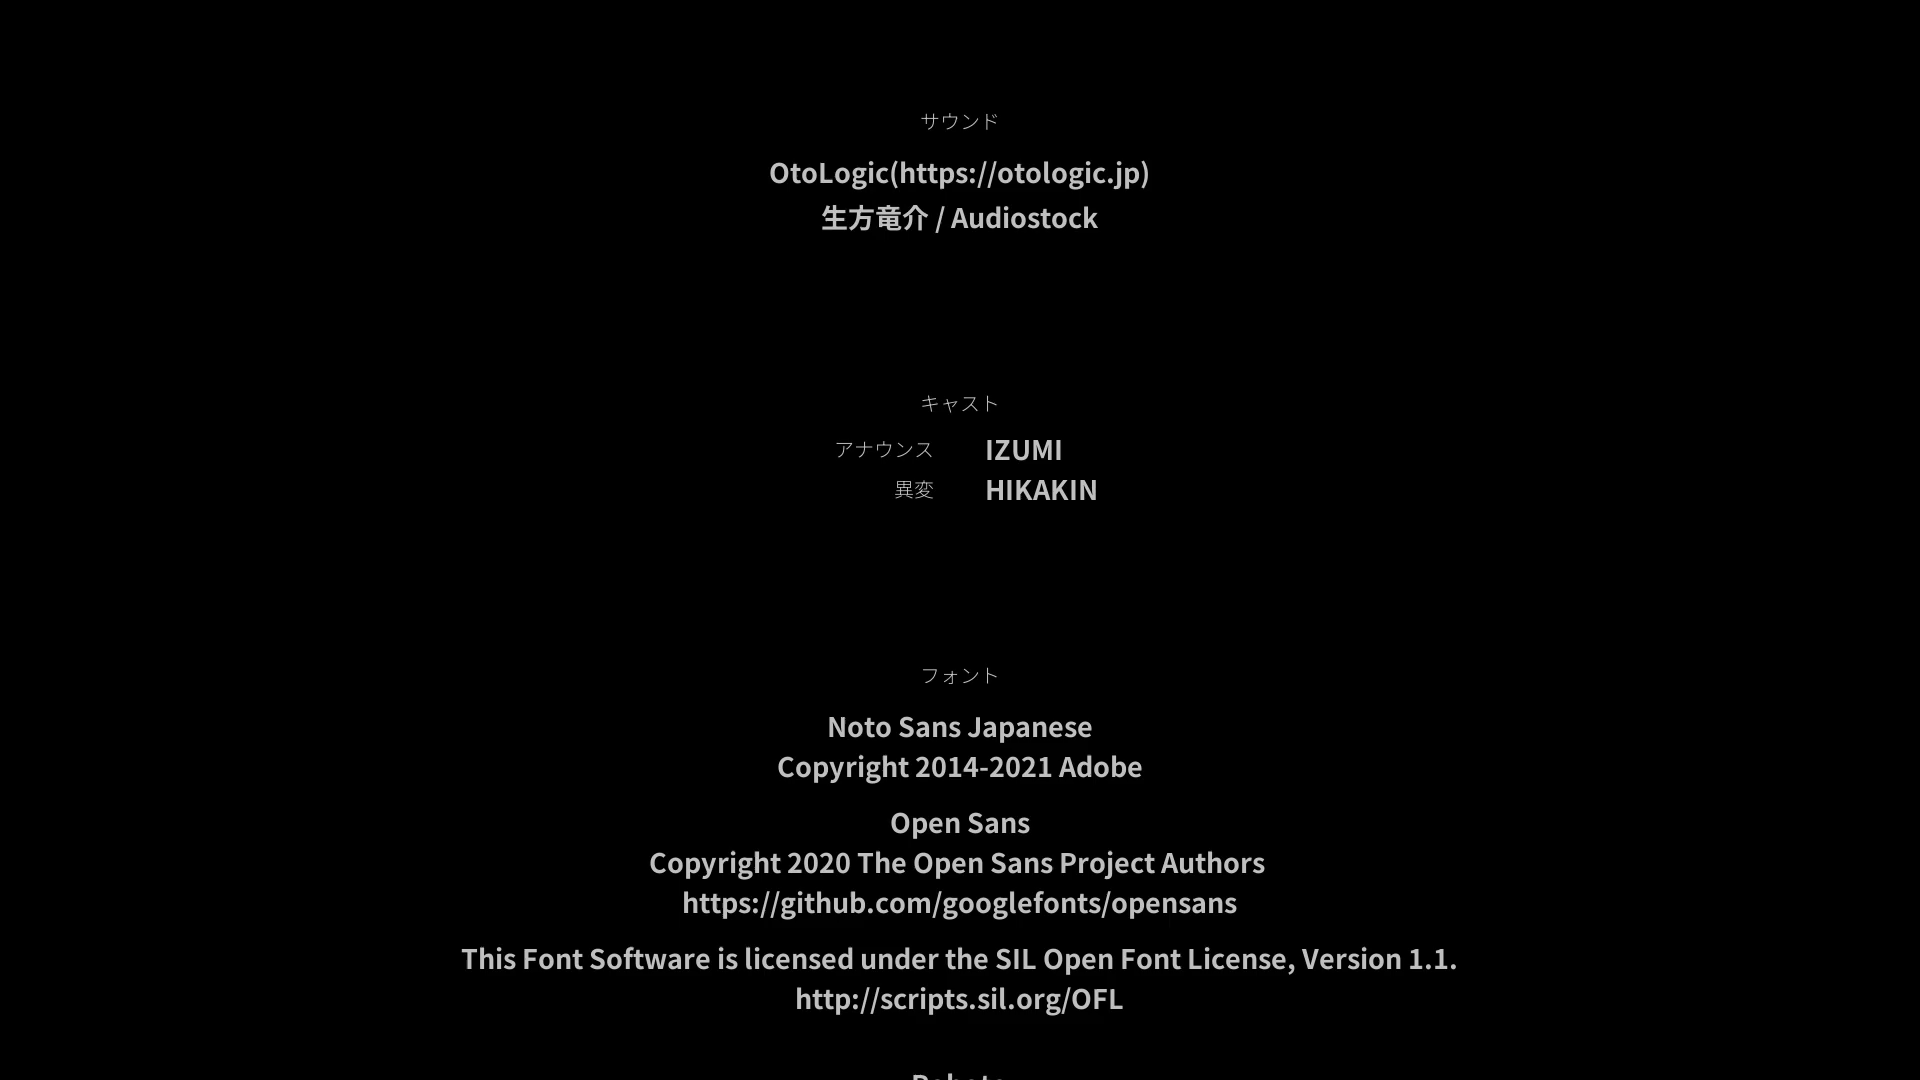 サウンド
OtoLogic(https://otologic.jp)
生方竜介 / Audiostock
キャスト
アナウンス IZUMI
異変 HIKAKIN
フォント
Noto Sans Japanese
Copyright 2014-2021 Adobe
Open Sans
Copyright 2020 The Open Sans Project Authors
https://github.com/googlefonts/opensans
This Font Software is licensed under the SIL Open Font License, Version 1.1.
http://scripts.sil.org/OFL